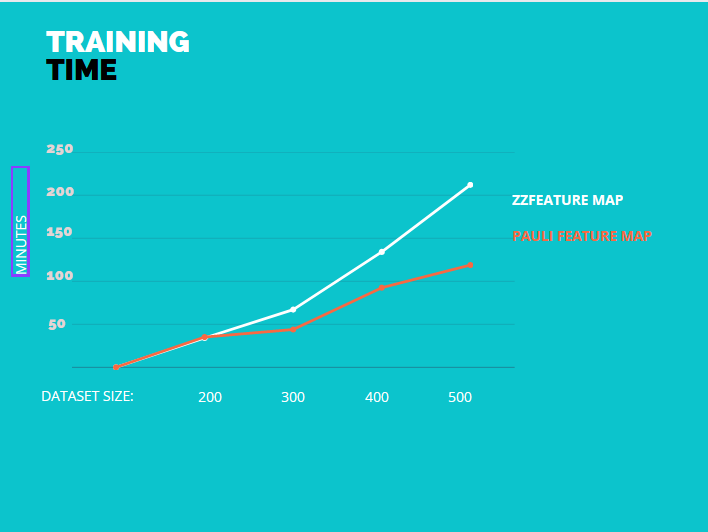 TRAINING
TIME
250
200
150
100
50
MINUTES
ZZFEATURE MAP
PAULI FEATURE MAP
DATASET SIZE: 200 300 400 500